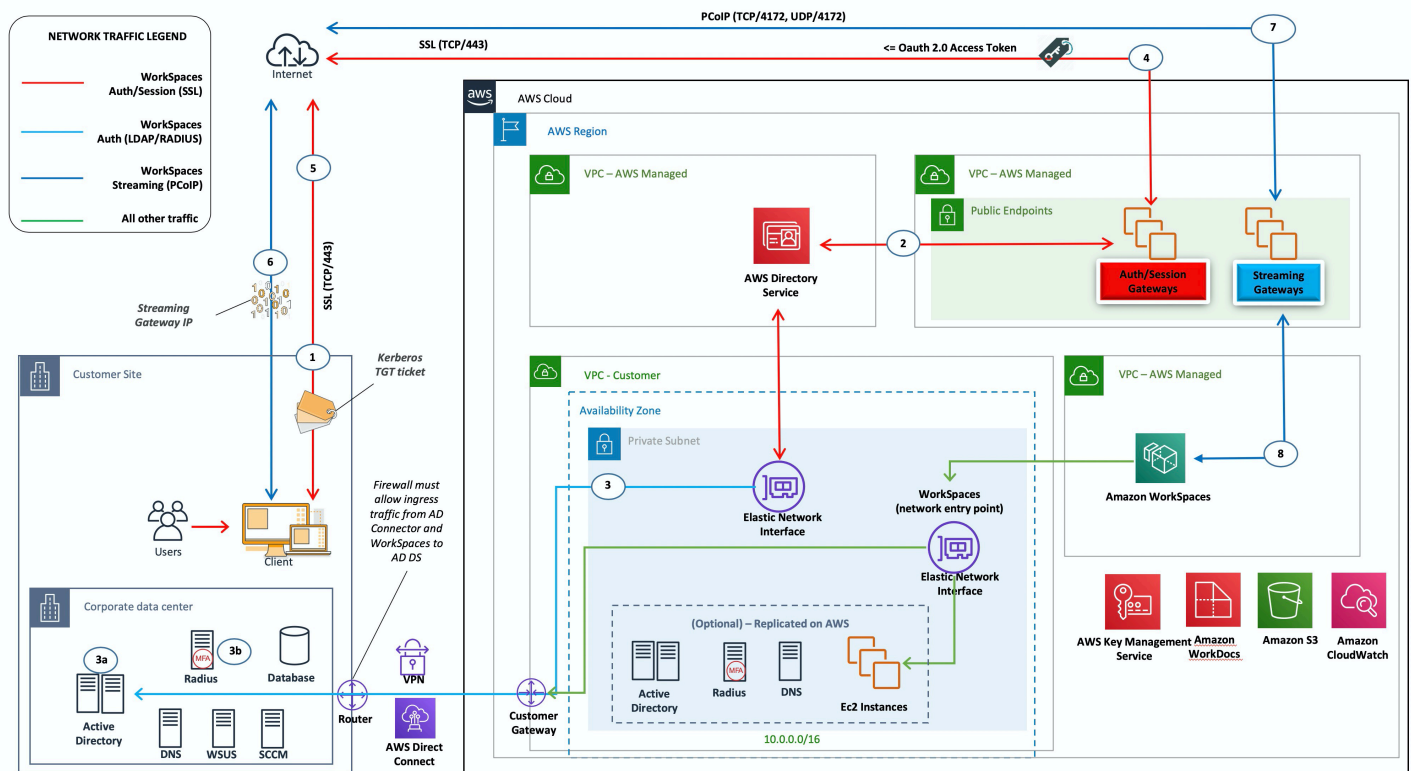 PCoIP (TCP/4172, UDP/4172)
7
NETWORK TRAFFIC LEGEND
WorkSpaces
Auth/Session (SSL)
WorkSpaces
Auth (LDAP/RADIUS)
WorkSpaces
Streaming (PCoIP)
All other traffic
Internet
SSL (TCP/443)
<= Oauth 2.0 Access Token
4
aws
AWS Cloud
AWS Region
5
6
SSL (TCP/443)
Streaming
Gateway IP
1
Kerberos
TGT ticket
VPC – AWS Managed
AWS Directory
Service
2
VPC – AWS Managed
Public Endpoints
Auth/Session
Gateways
Streaming
Gateways
Customer Site
Users
Client
Firewall must
allow ingress
traffic from AD
Connector and
WorkSpaces to
AD DS
Corporate data center
3a
3b
MFA
Radius
Database
Active
Directory
DNS
WSUS
SCCM
Router
VPN
AWS Direct
Connect
Customer
Gateway
VPC - Customer
Availability Zone
Private Subnet
3
Elastic Network
Interface
WorkSpaces
(network entry point)
Elastic Network
Interface
(Optional) – Replicated on AWS
Active
Directory
MFA
Radius
DNS
Ec2 Instances
10.0.0.0/16
VPC – AWS Managed
8
Amazon WorkSpaces
AWS Key Management
Service
Amazon
WorkDocs
Amazon S3
Amazon
CloudWatch